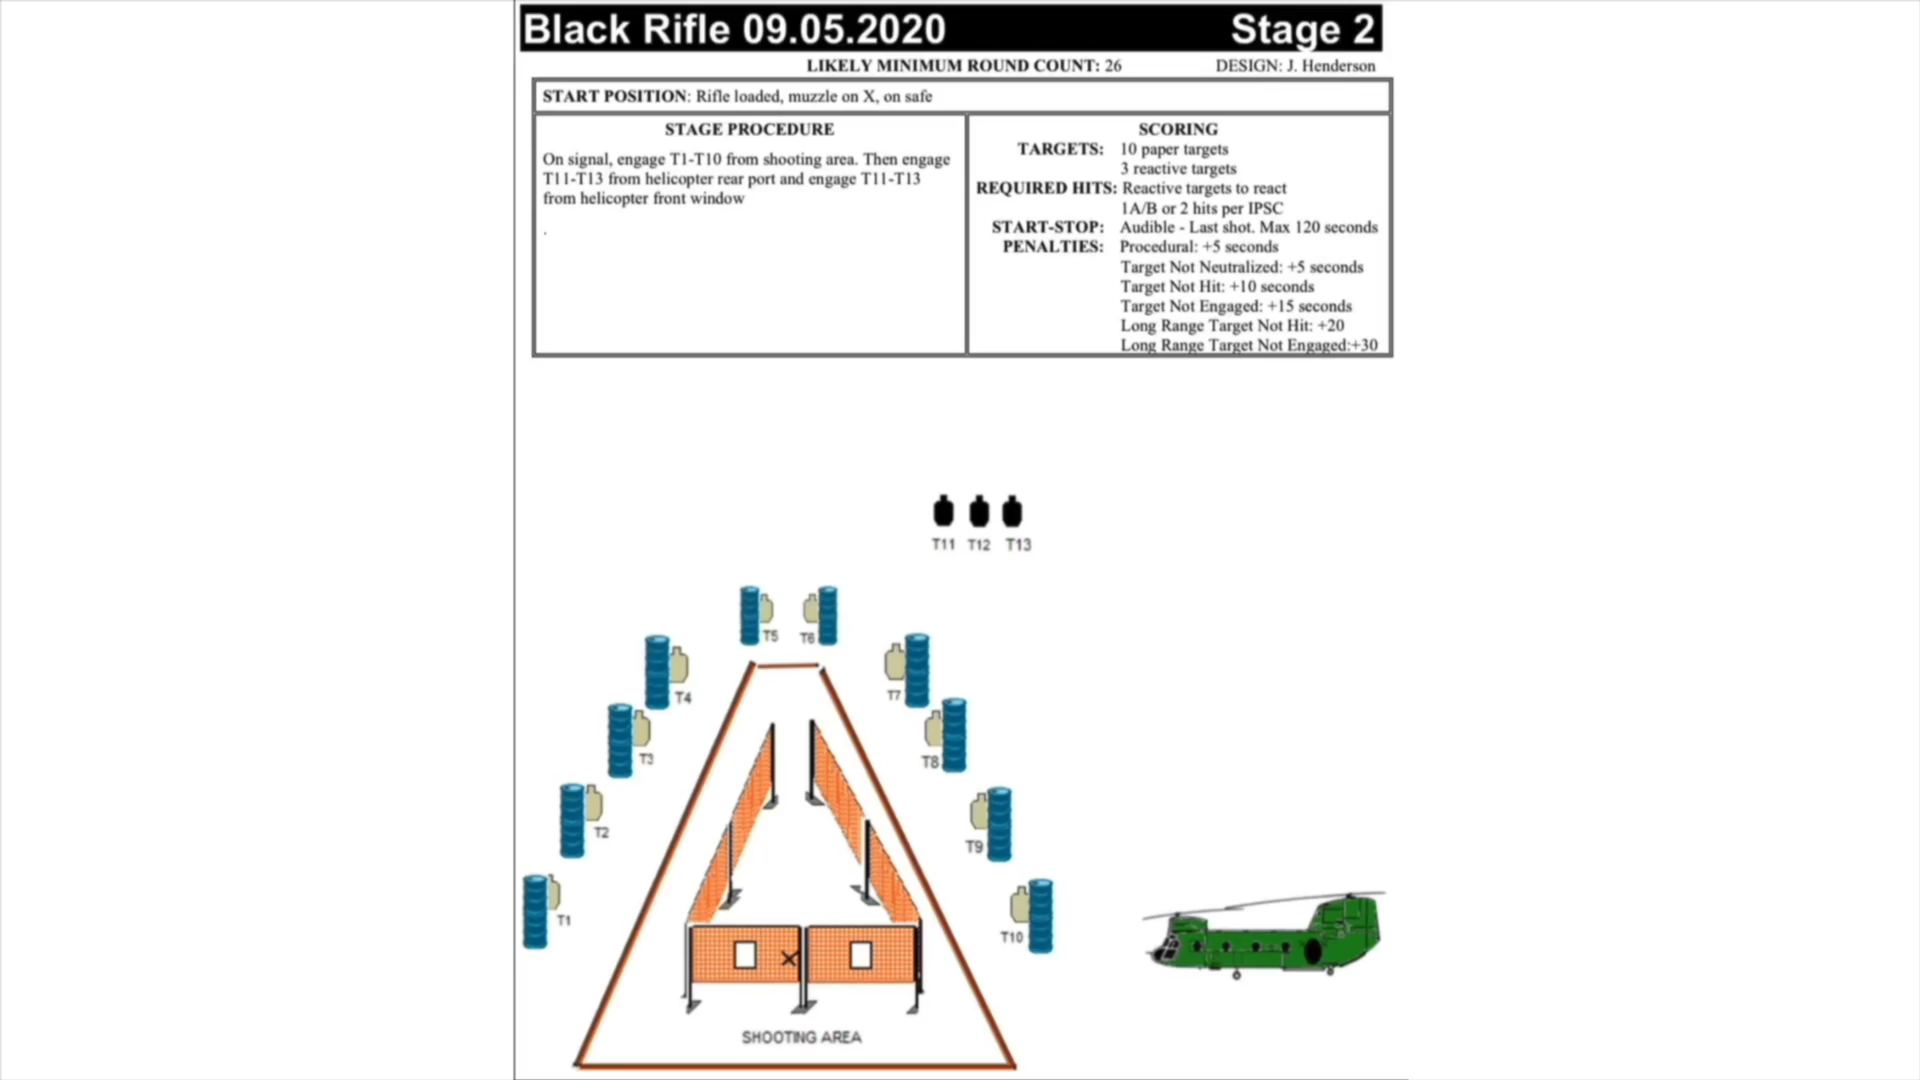 Black Rifle 09.05.2020 Stage 2
LIKELY MINIMUM ROUND COUNT: 26 DESIGN: J. Henderson
START POSITION: Rifle loaded, muzzle on X, on safe
STAGE PROCEDURE
On signal, engage T1-T10 from shooting area. Then engage
T11-T13 from helicopter rear port and engage T11-T13
from helicopter front window
.
SCORING
TARGETS: 10 paper targets
3 reactive targets
REQUIRED HITS: Reactive targets to react
1A/B or 2 hits per IPSC
START-STOP: Audible - Last shot. Max 120 seconds
PENALTIES: Procedural: +5 seconds
Target Not Neutralized: +5 seconds
Target Not Hit: +10 seconds
Target Not Engaged: +15 seconds
Long Range Target Not Hit: +20
Long Range Target Not Engaged:+30
T11 T12 T13
T5 T6
T4 T7
T3 T8
T2 T9
T1 T10
X
SHOOTING AREA